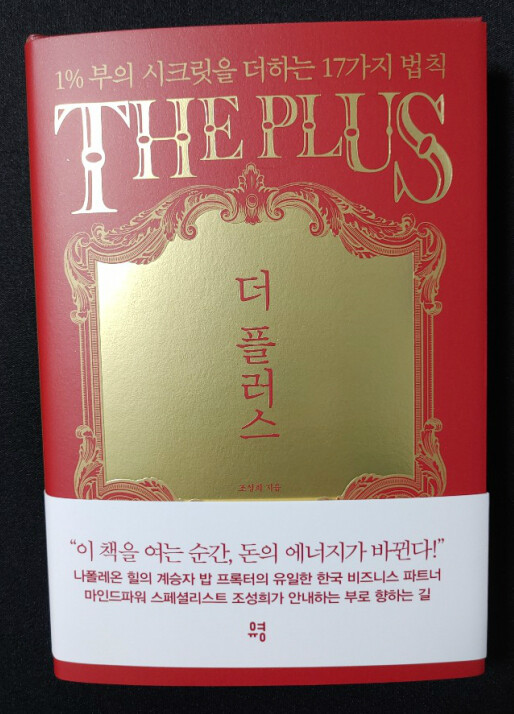 1% 부의 시크릿을 더하는 17가지 법칙
THE PLUS
더 플러스
조성희 지음
“이 책을 여는 순간, 돈의 에너지가 바뀐다!”
나폴레온 힐의 계승자 밥 프록터의 유일한 한국 비즈니스 파트너
마인드파워 스페셜리스트 조성희가 안내하는 부로 향하는 길
유영